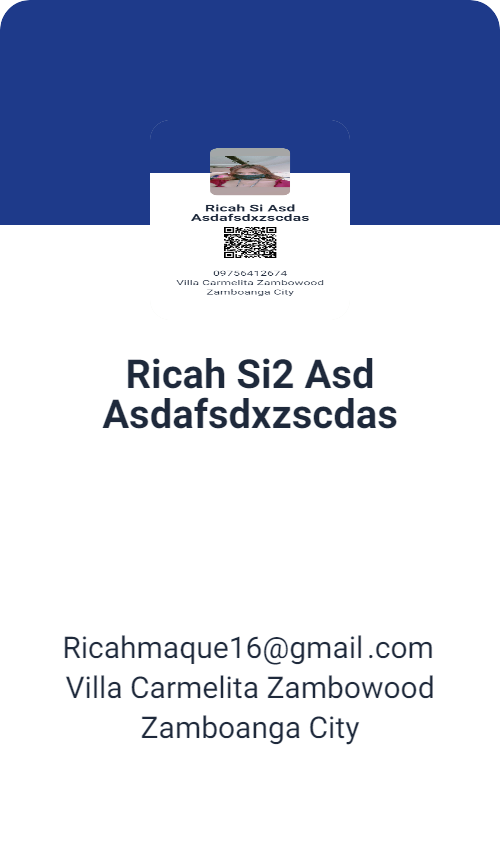 Ricah Si Asd
Asdafsdxzscdas
09756412674
Villa Carmelita Zambowood
Zamboanga City
Ricah Si2 Asd
Asdafsdxzscdas
Ricahmaque16@gmail.com
Villa Carmelita Zambowood
Zamboanga City